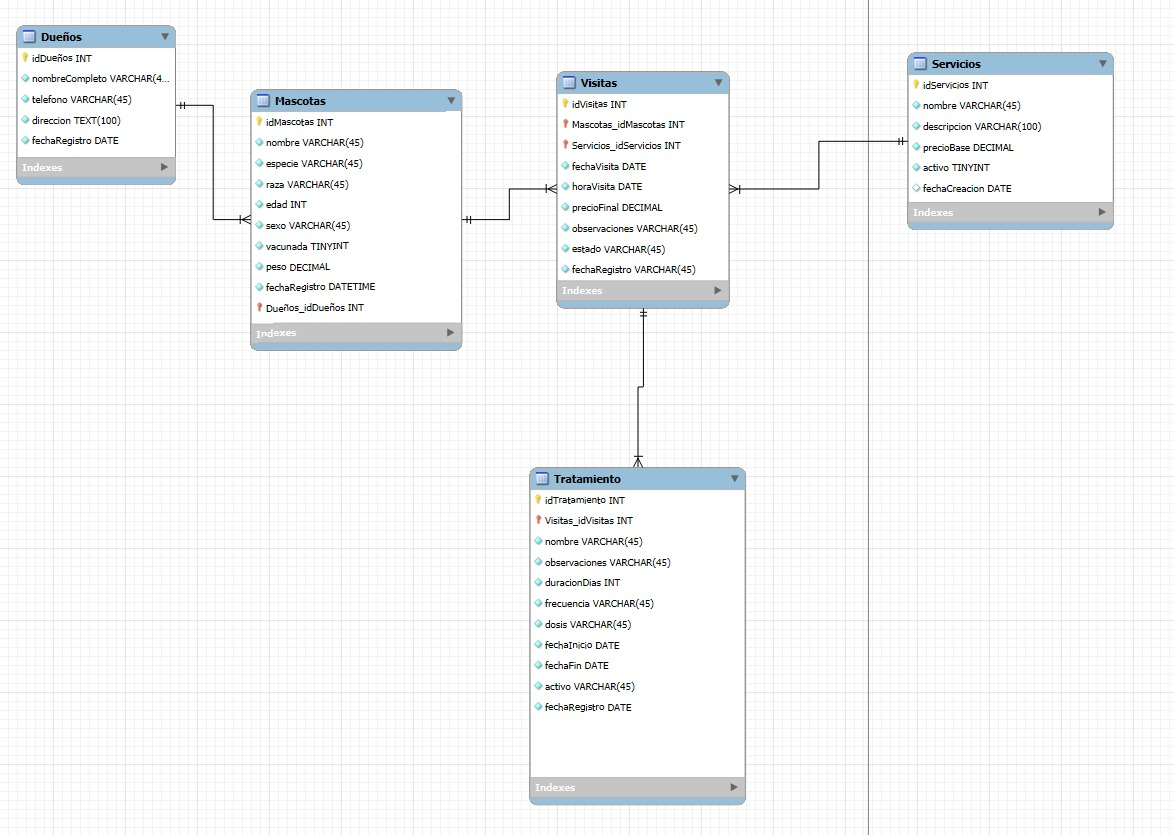 Dueños
idDueños INT
nombreCompleto VARCHAR(4...
telefono VARCHAR(45)
direccion TEXT(100)
fechaRegistro DATE
Indexes
Mascotas
idMascotas INT
nombre VARCHAR(45)
especie VARCHAR(45)
raza VARCHAR(45)
edad INT
sexo VARCHAR(45)
vacunada TINYINT
peso DECIMAL
fechaRegistro DATETIME
Dueños_idDueños INT
Indexes
Visitas
idVisitas INT
Mascotas_idMascotas INT
Servicios_idServicios INT
fechaVisita DATE
horaVisita DATE
precioFinal DECIMAL
observaciones VARCHAR(45)
estado VARCHAR(45)
fechaRegistro VARCHAR(45)
Indexes
Servicios
idServicios INT
nombre VARCHAR(45)
descripcion VARCHAR(100)
precioBase DECIMAL
activo TINYINT
fechaCreacion DATE
Indexes
Tratamiento
idTratamiento INT
Visitas_idVisitas INT
nombre VARCHAR(45)
observaciones VARCHAR(45)
duracionDias INT
frecuencia VARCHAR(45)
dosis VARCHAR(45)
fechaInicio DATE
fechaFin DATE
activo VARCHAR(45)
fechaRegistro DATE
Indexes